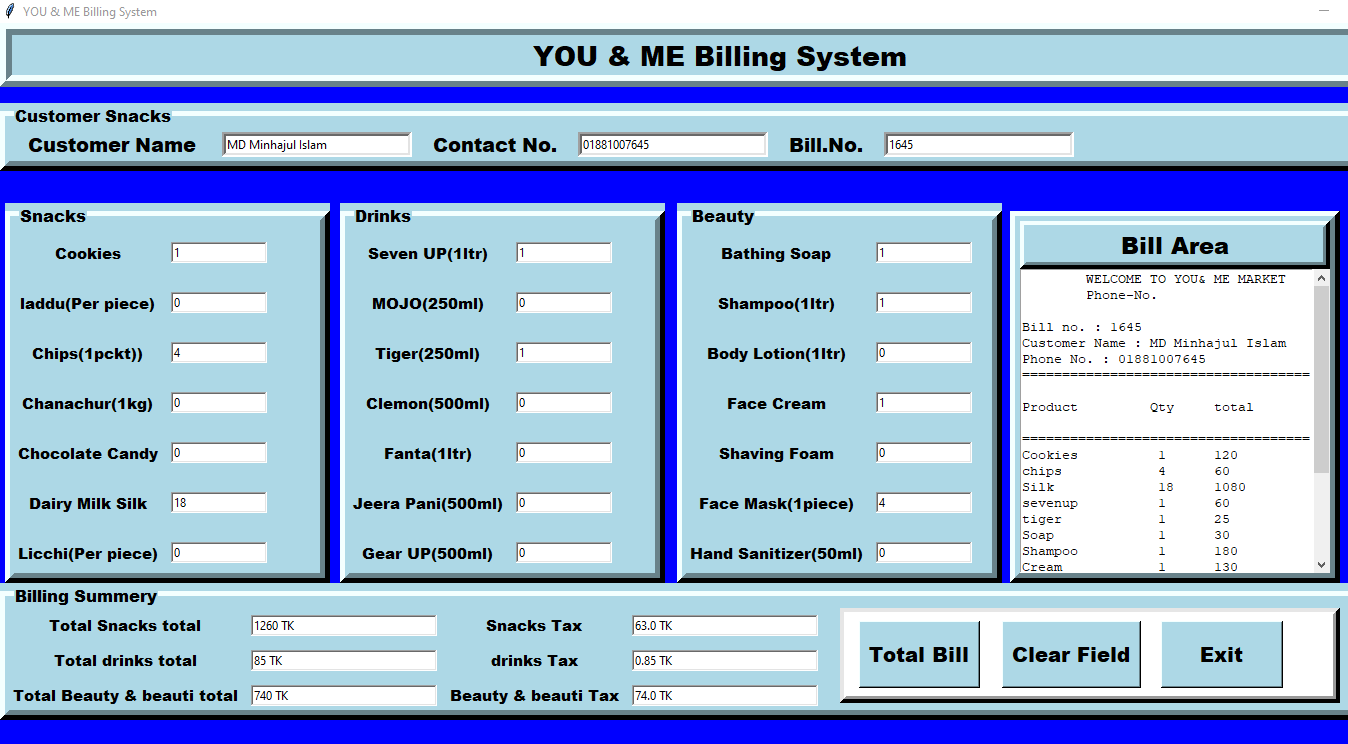 YOU & ME Billing System
YOU & ME Billing System
Customer Snacks
Customer Name MD Minhajul Islam Contact No. 01881007645 Bill.No. 1645
Snacks
Cookies 1
laddu(Per piece) 0
Chips(1pckt)) 4
Chanachur(1kg) 0
Chocolate Candy 0
Dairy Milk Silk 18
Licchi(Per piece) 0
Drinks
Seven UP(1ltr) 1
MOJO(250ml) 0
Tiger(250ml) 1
Clemon(500ml) 0
Fanta(1ltr) 0
Jeera Pani(500ml) 0
Gear UP(500ml) 0
Beauty
Bathing Soap 1
Shampoo(1ltr) 1
Body Lotion(1ltr) 0
Face Cream 1
Shaving Foam 0
Face Mask(1piece) 4
Hand Sanitizer(50ml) 0
Bill Area
WELCOME TO YOU& ME MARKET
Phone-No.
Bill no. : 1645
Customer Name : MD Minhajul Islam
Phone No. : 01881007645
====================================
Product Qty total
====================================
Cookies 1 120
chips 4 60
Silk 18 1080
sevenup 1 60
tiger 1 25
Soap 1 30
Shampoo 1 180
Cream 1 130
Billing Summery
Total Snacks total 1260 TK Snacks Tax 63.0 TK
Total drinks total 85 TK drinks Tax 0.85 TK
Total Beauty & beauti total 740 TK Beauty & beauti Tax 74.0 TK
Total Bill Clear Field Exit